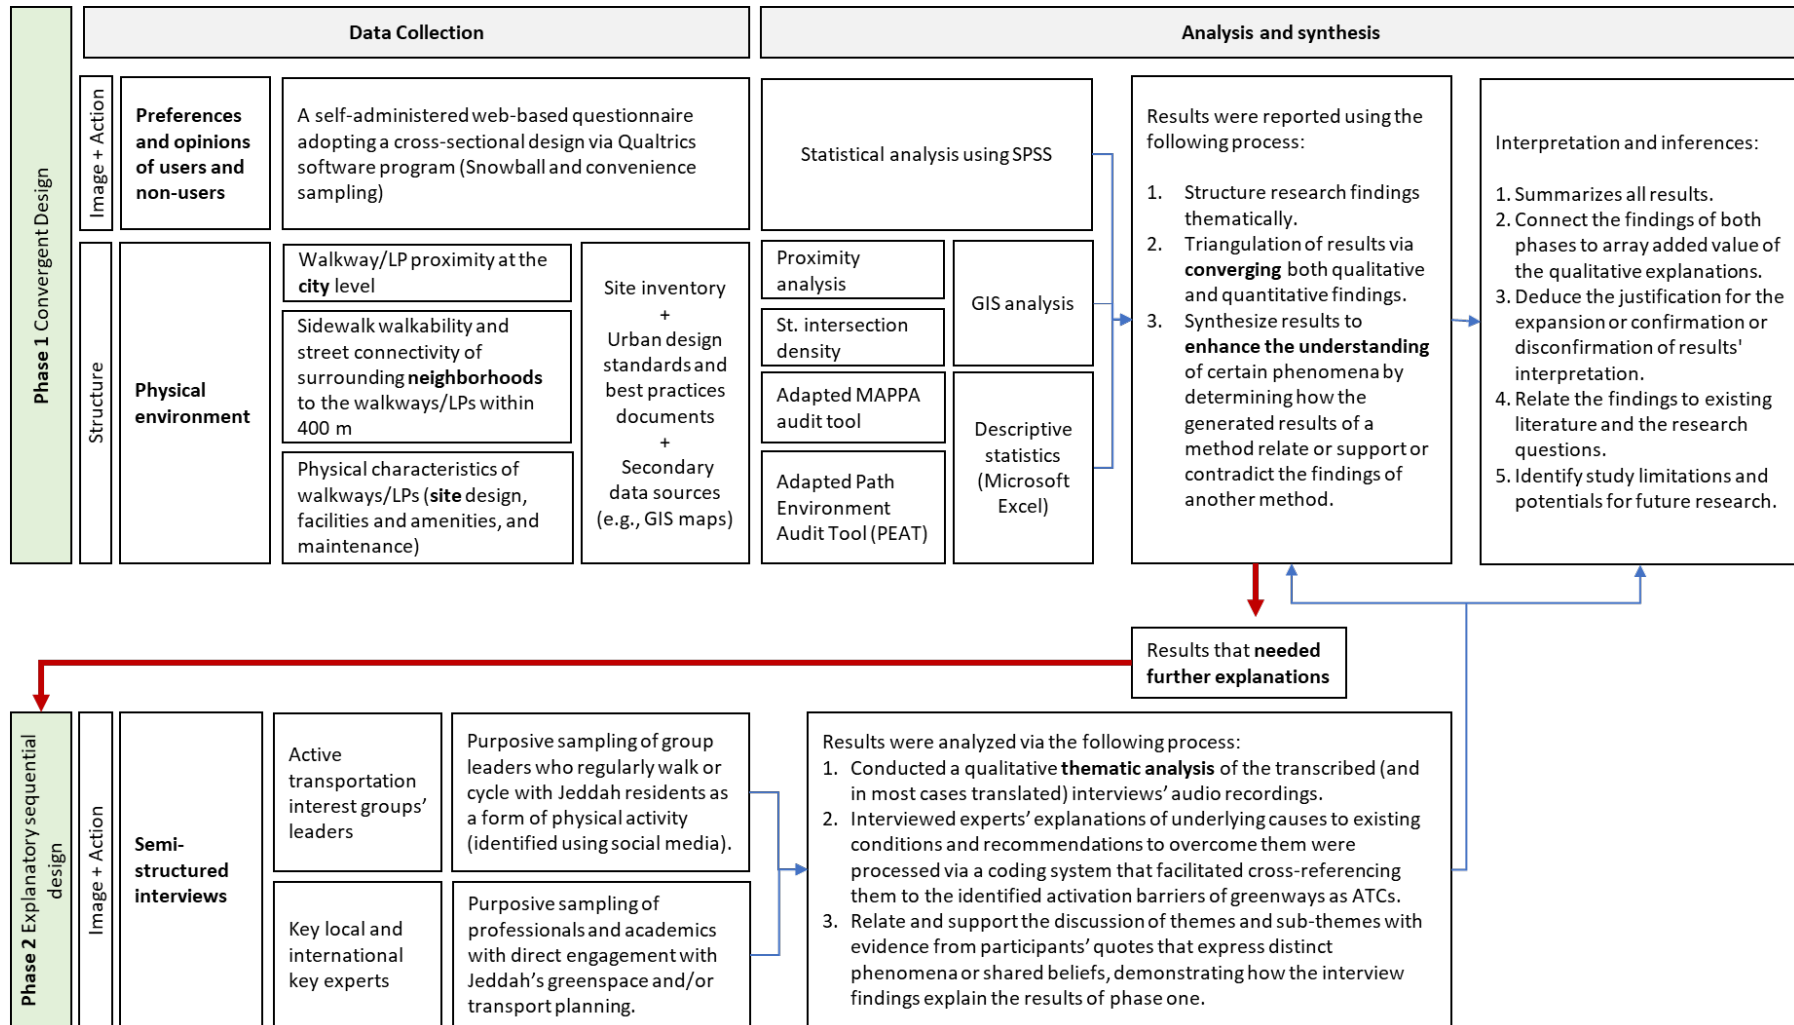 Data Collection
Analysis and synthesis
Phase 1 Convergent Design
Image + Action
Preferences
and opinions
of users and
non-users
A self-administered web-based questionnaire
adopting a cross-sectional design via Qualtrics
software program (Snowball and convenience
sampling)
Statistical analysis using SPSS
Structure
Physical
environment
Walkway/LP proximity at the
city level
Sidewalk walkability and
street connectivity of
surrounding neighborhoods
to the walkways/LPs within
400 m
Physical characteristics of
walkways/LPs (site design,
facilities and amenities, and
maintenance)
Site inventory
+
Urban design
standards and
best practices
documents
+
Secondary
data sources
(e.g., GIS maps)
Proximity
analysis
St. intersection
density
GIS analysis
Adapted MAPPA
audit tool
Adapted Path
Environment
Audit Tool (PEAT)
Descriptive
statistics
(Microsoft
Excel)
Results were reported using the
following process:
1. Structure research findings
thematically.
2. Triangulation of results via
converging both qualitative
and quantitative findings.
3. Synthesize results to
enhance the understanding
of certain phenomena by
determining how the
generated results of a
method relate or support or
contradict the findings of
another method.
Interpretation and inferences:
1. Summarizes all results.
2. Connect the findings of both
phases to array added value of
the qualitative explanations.
3. Deduce the justification for the
expansion or confirmation or
disconfirmation of results'
interpretation.
4. Relate the findings to existing
literature and the research
questions.
5. Identify study limitations and
potentials for future research.
Results that needed
further explanations
Phase 2 Explanatory sequential
design
Image + Action
Semi-
structured
interviews
Active
transportation
interest groups’
leaders
Purposive sampling of group
leaders who regularly walk or
cycle with Jeddah residents as
a form of physical activity
(identified using social media).
Key local and
international
key experts
Purposive sampling of
professionals and academics
with direct engagement with
Jeddah’s greenspace and/or
transport planning.
Results were analyzed via the following process:
1. Conducted a qualitative thematic analysis of the transcribed (and
in most cases translated) interviews’ audio recordings.
2. Interviewed experts’ explanations of underlying causes to existing
conditions and recommendations to overcome them were
processed via a coding system that facilitated cross-referencing
them to the identified activation barriers of greenways as ATCs.
3. Relate and support the discussion of themes and sub-themes with
evidence from participants’ quotes that express distinct
phenomena or shared beliefs, demonstrating how the interview
findings explain the results of phase one.